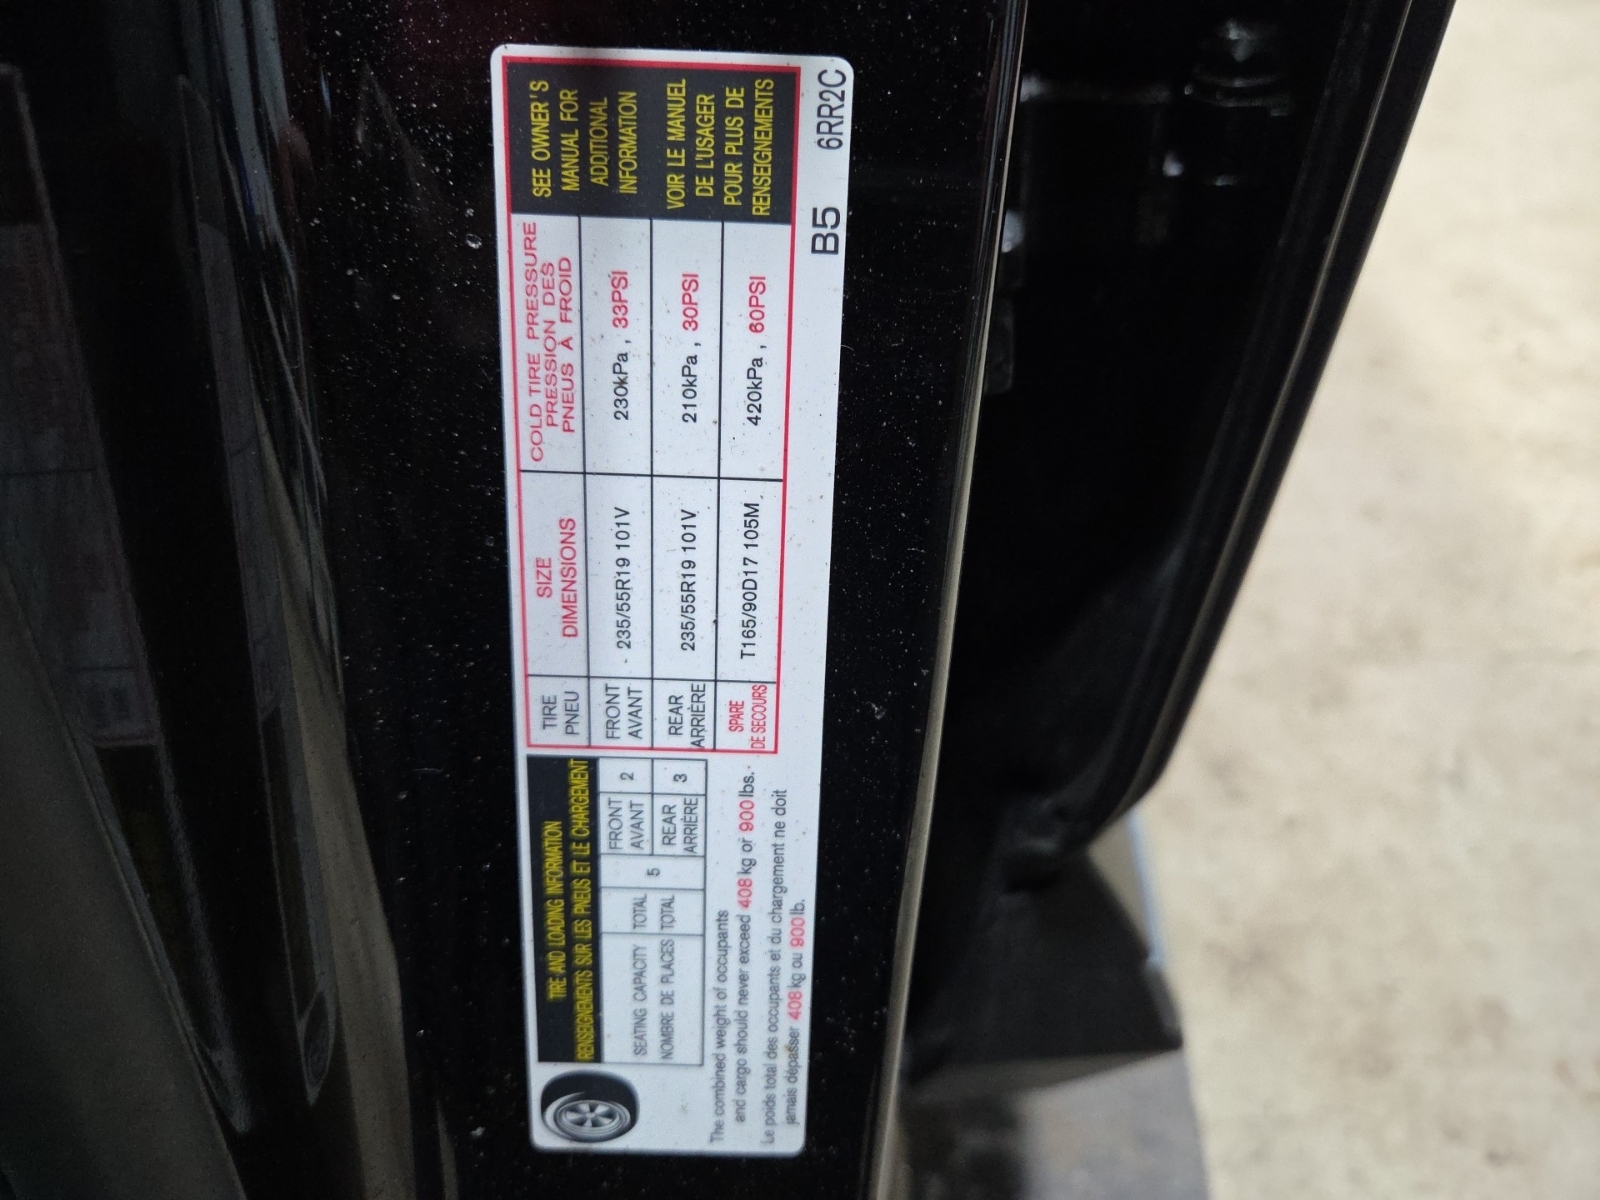 TIRE AND LOADING INFORMATION
RENSEIGNEMENTS SUR LES PNEUS ET LE CHARGEMENT
SEATING CAPACITY
NOMBRE DE PLACES
TOTAL
TOTAL
5
FRONT
AVANT
2
REAR
ARRIÈRE
3
The combined weight of occupants
and cargo should never exceed 408 kg or 900 lbs.
Le poids total des occupants et du chargement ne doit
jamais dépasser 408 kg ou 900 lb.
TIRE
PNEU
SIZE
DIMENSIONS
COLD TIRE PRESSURE
PRESSION DES
PNEUS À FROID
FRONT
AVANT
235/55R19 101V
230kPa , 33PSI
REAR
ARRIÈRE
235/55R19 101V
210kPa , 30PSI
SPARE
DE SECOURS
T165/90D17 105M
420kPa , 60PSI
SEE OWNER'S
MANUAL FOR
ADDITIONAL
INFORMATION
VOIR LE MANUEL
DE L'USAGER
POUR PLUS DE
RENSEIGNEMENTS
B5 6RR2C